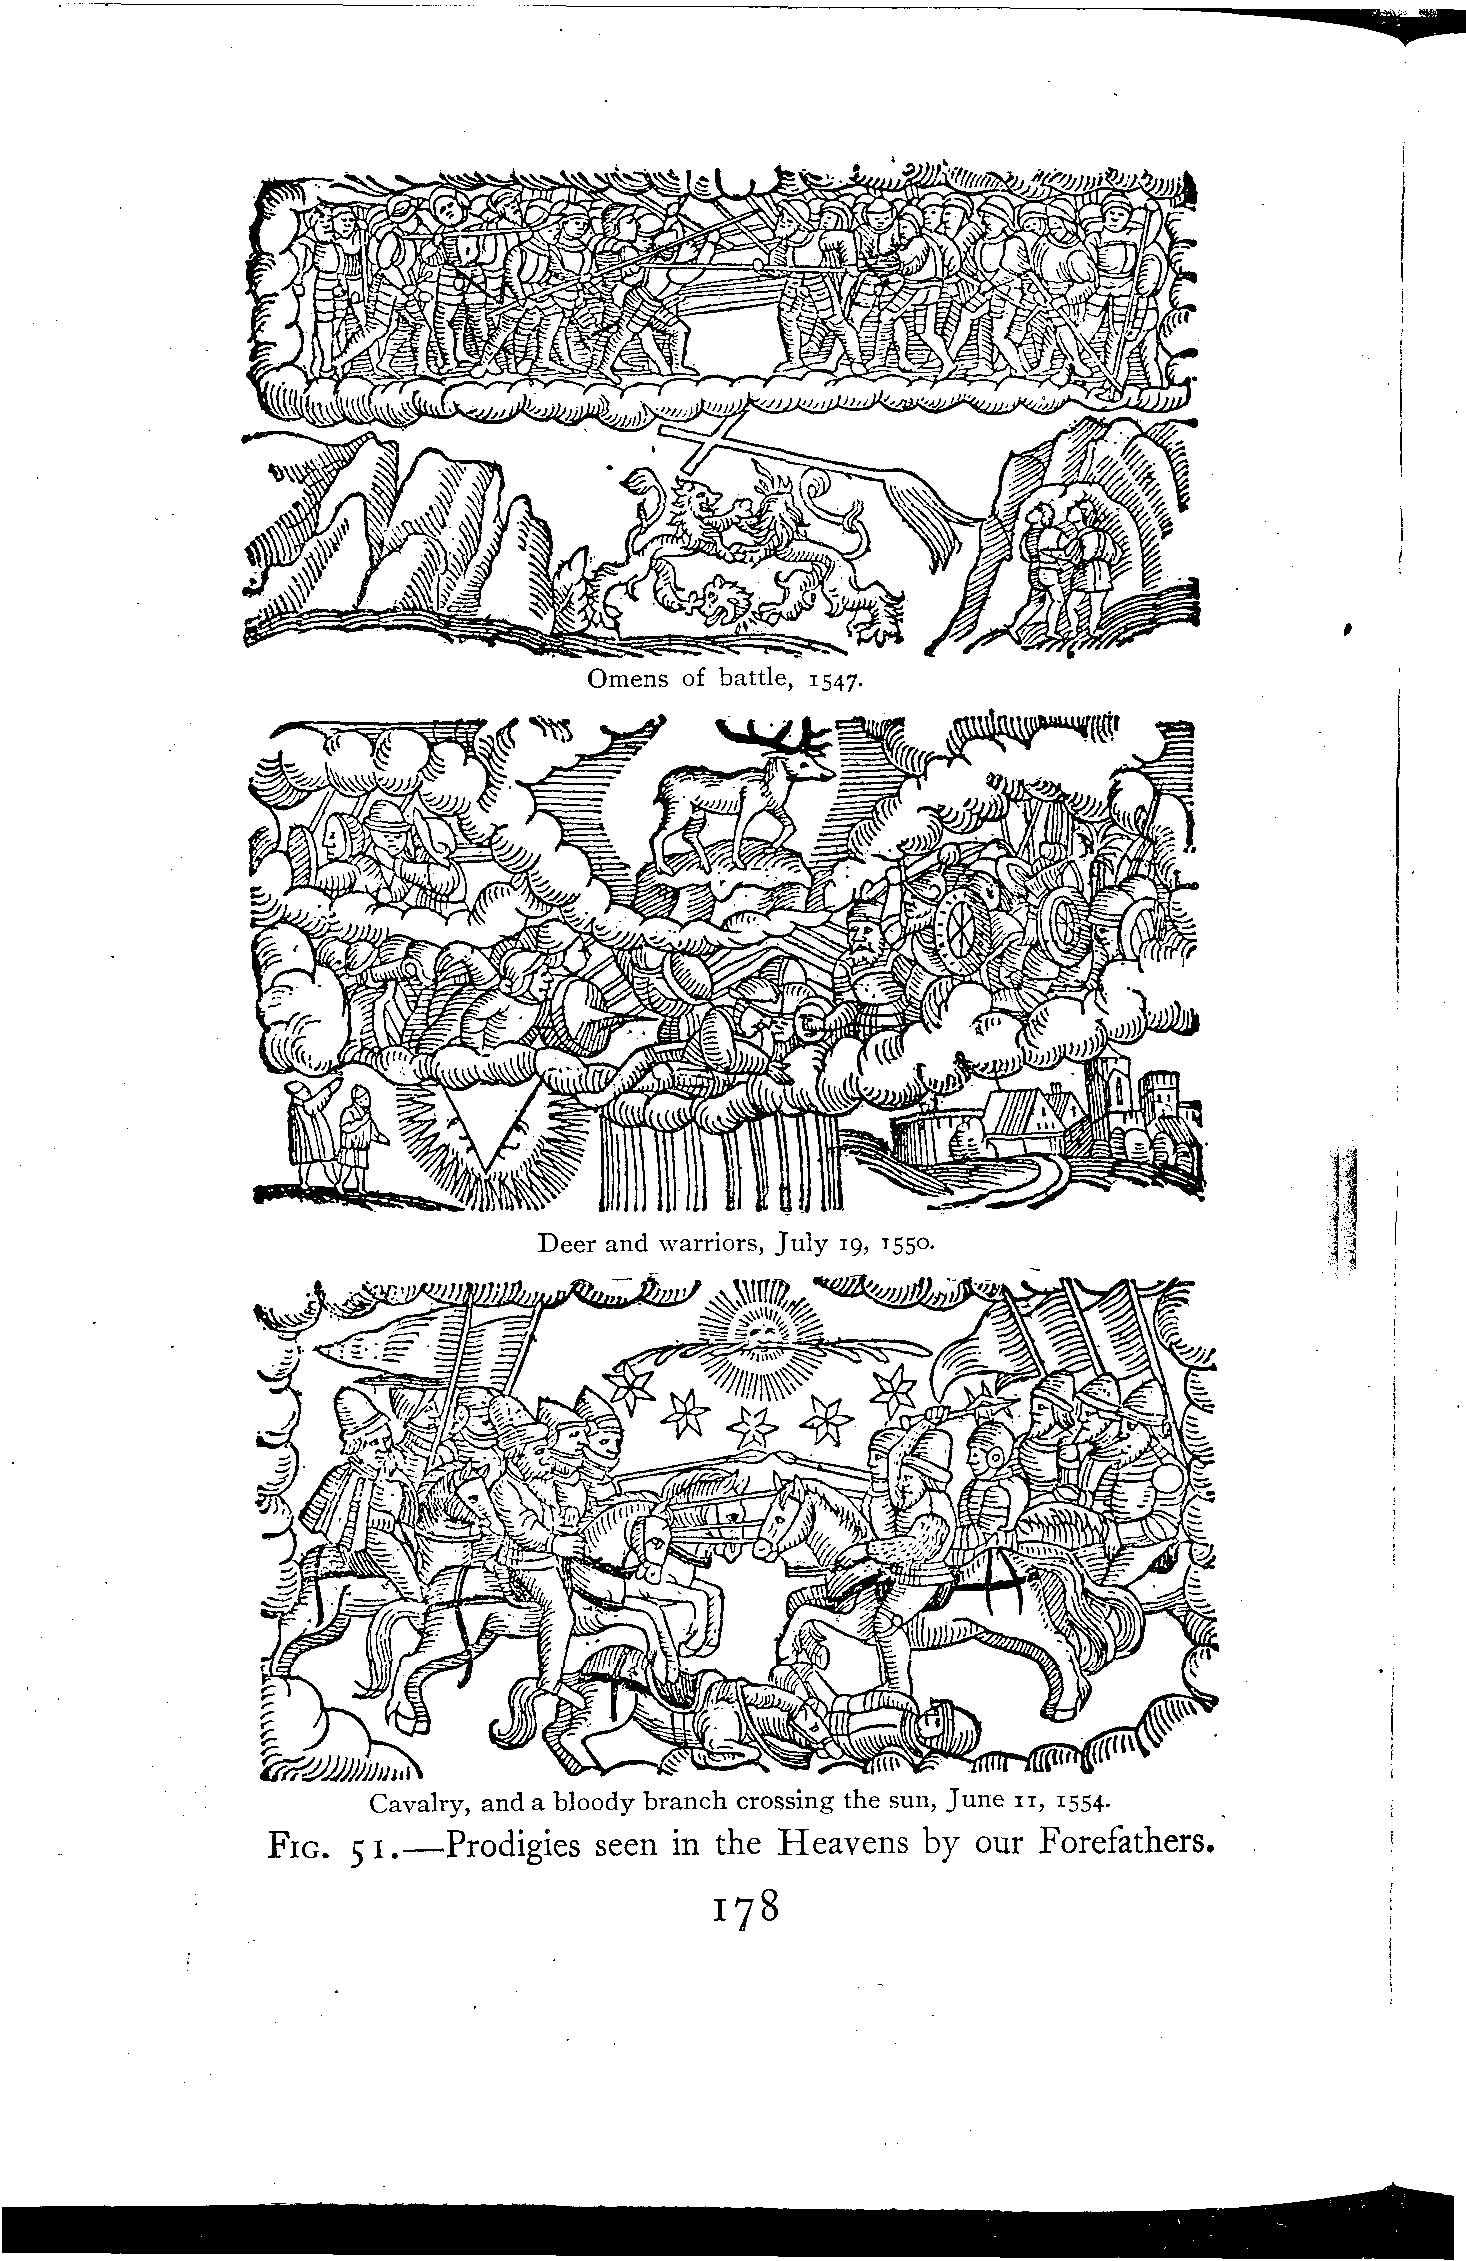 Omens of battle, 1547.
Deer and warriors, July 19, 1550.
Cavalry, and a bloody branch crossing the sun, June 11, 1554.
FIG. 51.—Prodigies seen in the Heavens by our Forefathers.
178